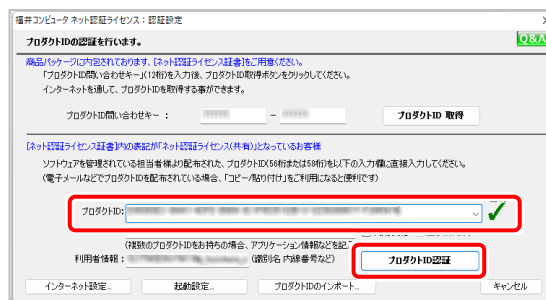 福井コンピュータ ネット認証ライセンス：認証設定
プロダクトIDの認証を行います。
Q&A
商品パッケージに内包されております、[ネット認証ライセンス証書]をご用意ください。
「プロダクトID問い合わせキー」(12桁)を入力後、プロダクトID取得ボタンをクリックしてください。
インターネットを通して、プロダクトIDを取得する事ができます。
プロダクトID問い合わせキー：
－
プロダクトID 取得
[ネット認証ライセンス証書]内の表記が「ネット認証ライセンス(共有)」となっているお客様
ソフトウェアを管理されている担当者様より配布された、プロダクトID(56桁または58桁)を以下の入力欄に直接入力してください。
(電子メールなどでプロダクトIDを配布されている場合、「コピー/貼り付け」をご利用になると便利です)
プロダクトID:
(複数のプロダクトIDをお持ちの場合、アプリケーション情報などを記
利用者情報：
(識別名 内線番号など)
プロダクトID認証
インターネット設定...
起動設定...
プロダクトIDのインポート...
キャンセル